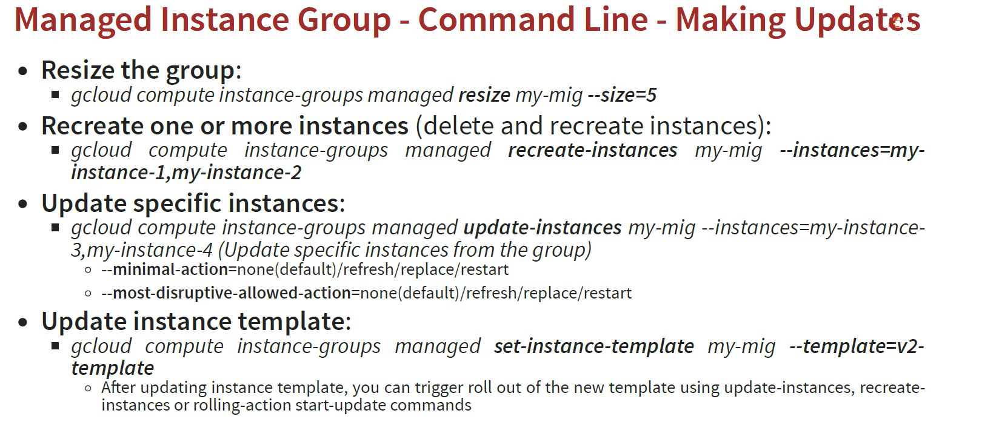 Managed Instance Group - Command Line - Making Updates
• Resize the group:
▪ gcloud compute instance-groups managed resize my-mig --size=5
• Recreate one or more instances (delete and recreate instances):
▪ gcloud compute instance-groups managed recreate-instances my-mig --instances=my-
instance-1,my-instance-2
• Update specific instances:
▪ gcloud compute instance-groups managed update-instances my-mig --instances=my-instance-
3,my-instance-4 (Update specific instances from the group)
○ --minimal-action=none(default)/refresh/replace/restart
○ --most-disruptive-allowed-action=none(default)/refresh/replace/restart
• Update instance template:
▪ gcloud compute instance-groups managed set-instance-template my-mig --template=v2-
template
○ After updating instance template, you can trigger roll out of the new template using update-instances, recreate-
instances or rolling-action start-update commands